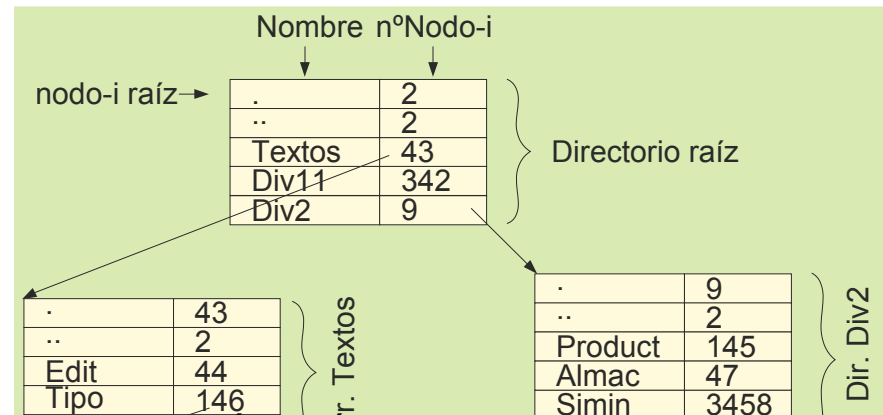 Nombre nºNodo-i
nodo-i raíz
. 2
.. 2
Textos 43
Div11 342
Div2 9
Directorio raíz
. 43
.. 2
Edit 44
Tipo 146
Textos
. 9
.. 2
Product 145
Almac 47
Simin 3458
Dir. Div2